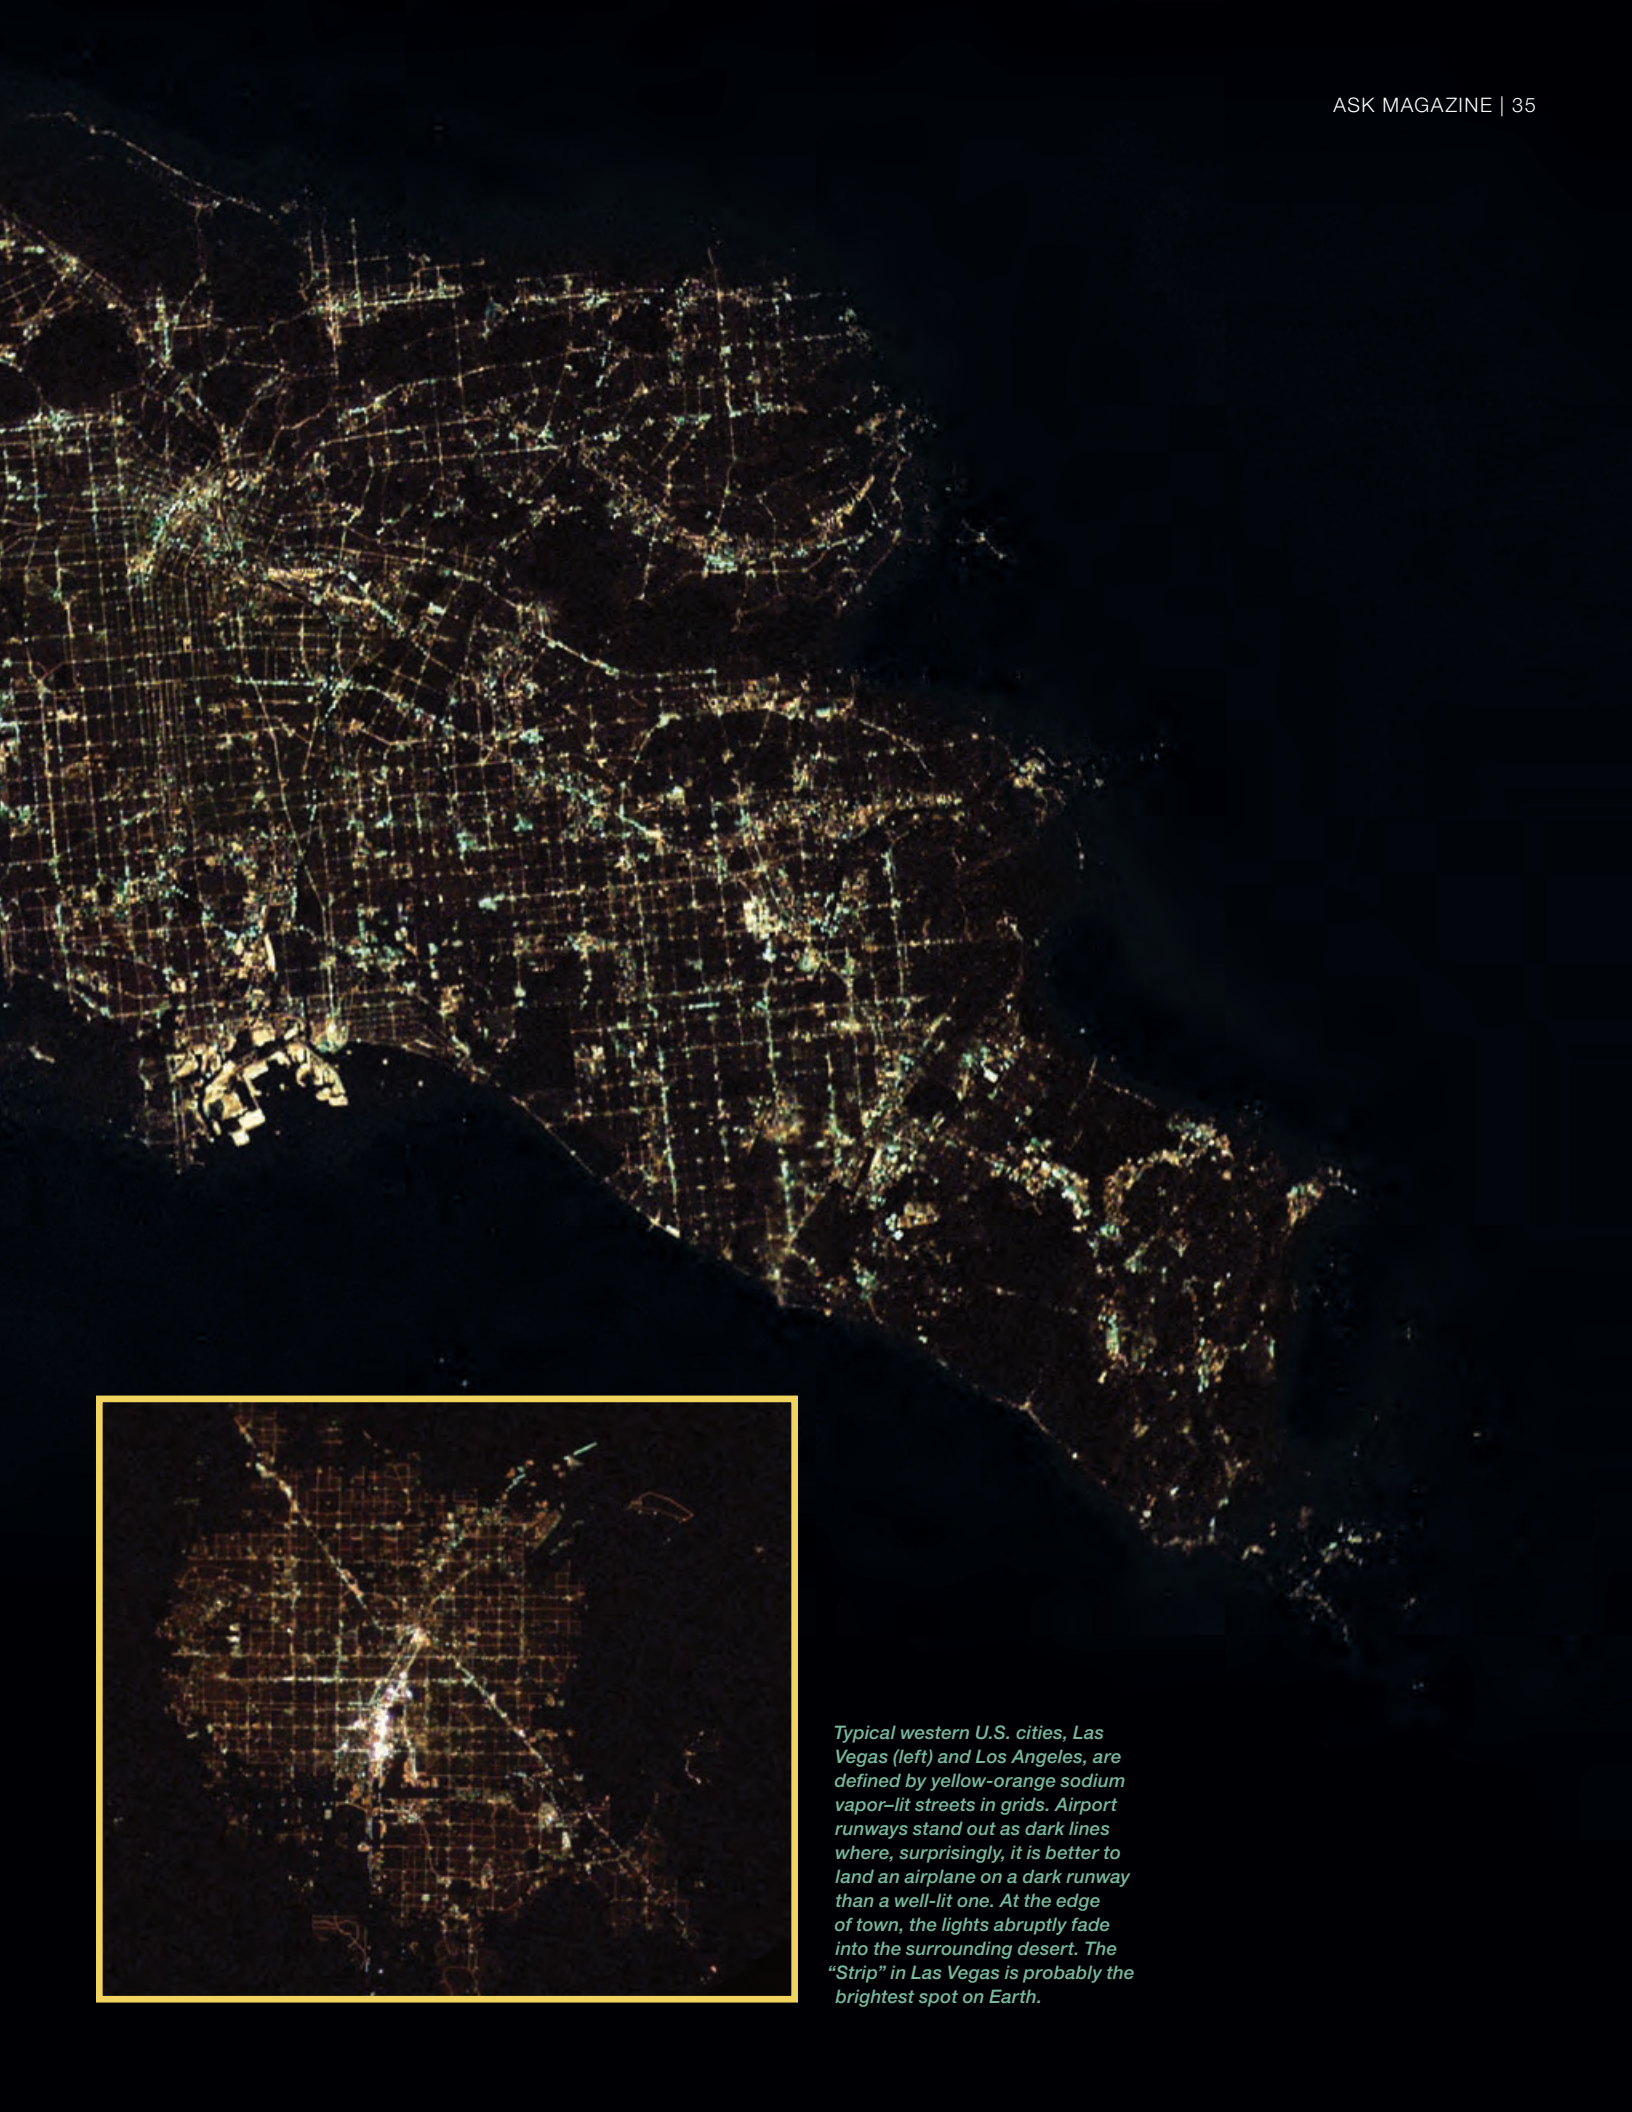 ASK MAGAZINE | 35
Typical western U.S. cities, Las
Vegas (left) and Los Angeles, are
defined by yellow-orange sodium
vapor–lit streets in grids. Airport
runways stand out as dark lines
where, surprisingly, it is better to
land an airplane on a dark runway
than a well-lit one. At the edge
of town, the lights abruptly fade
into the surrounding desert. The
“Strip” in Las Vegas is probably the
brightest spot on Earth.